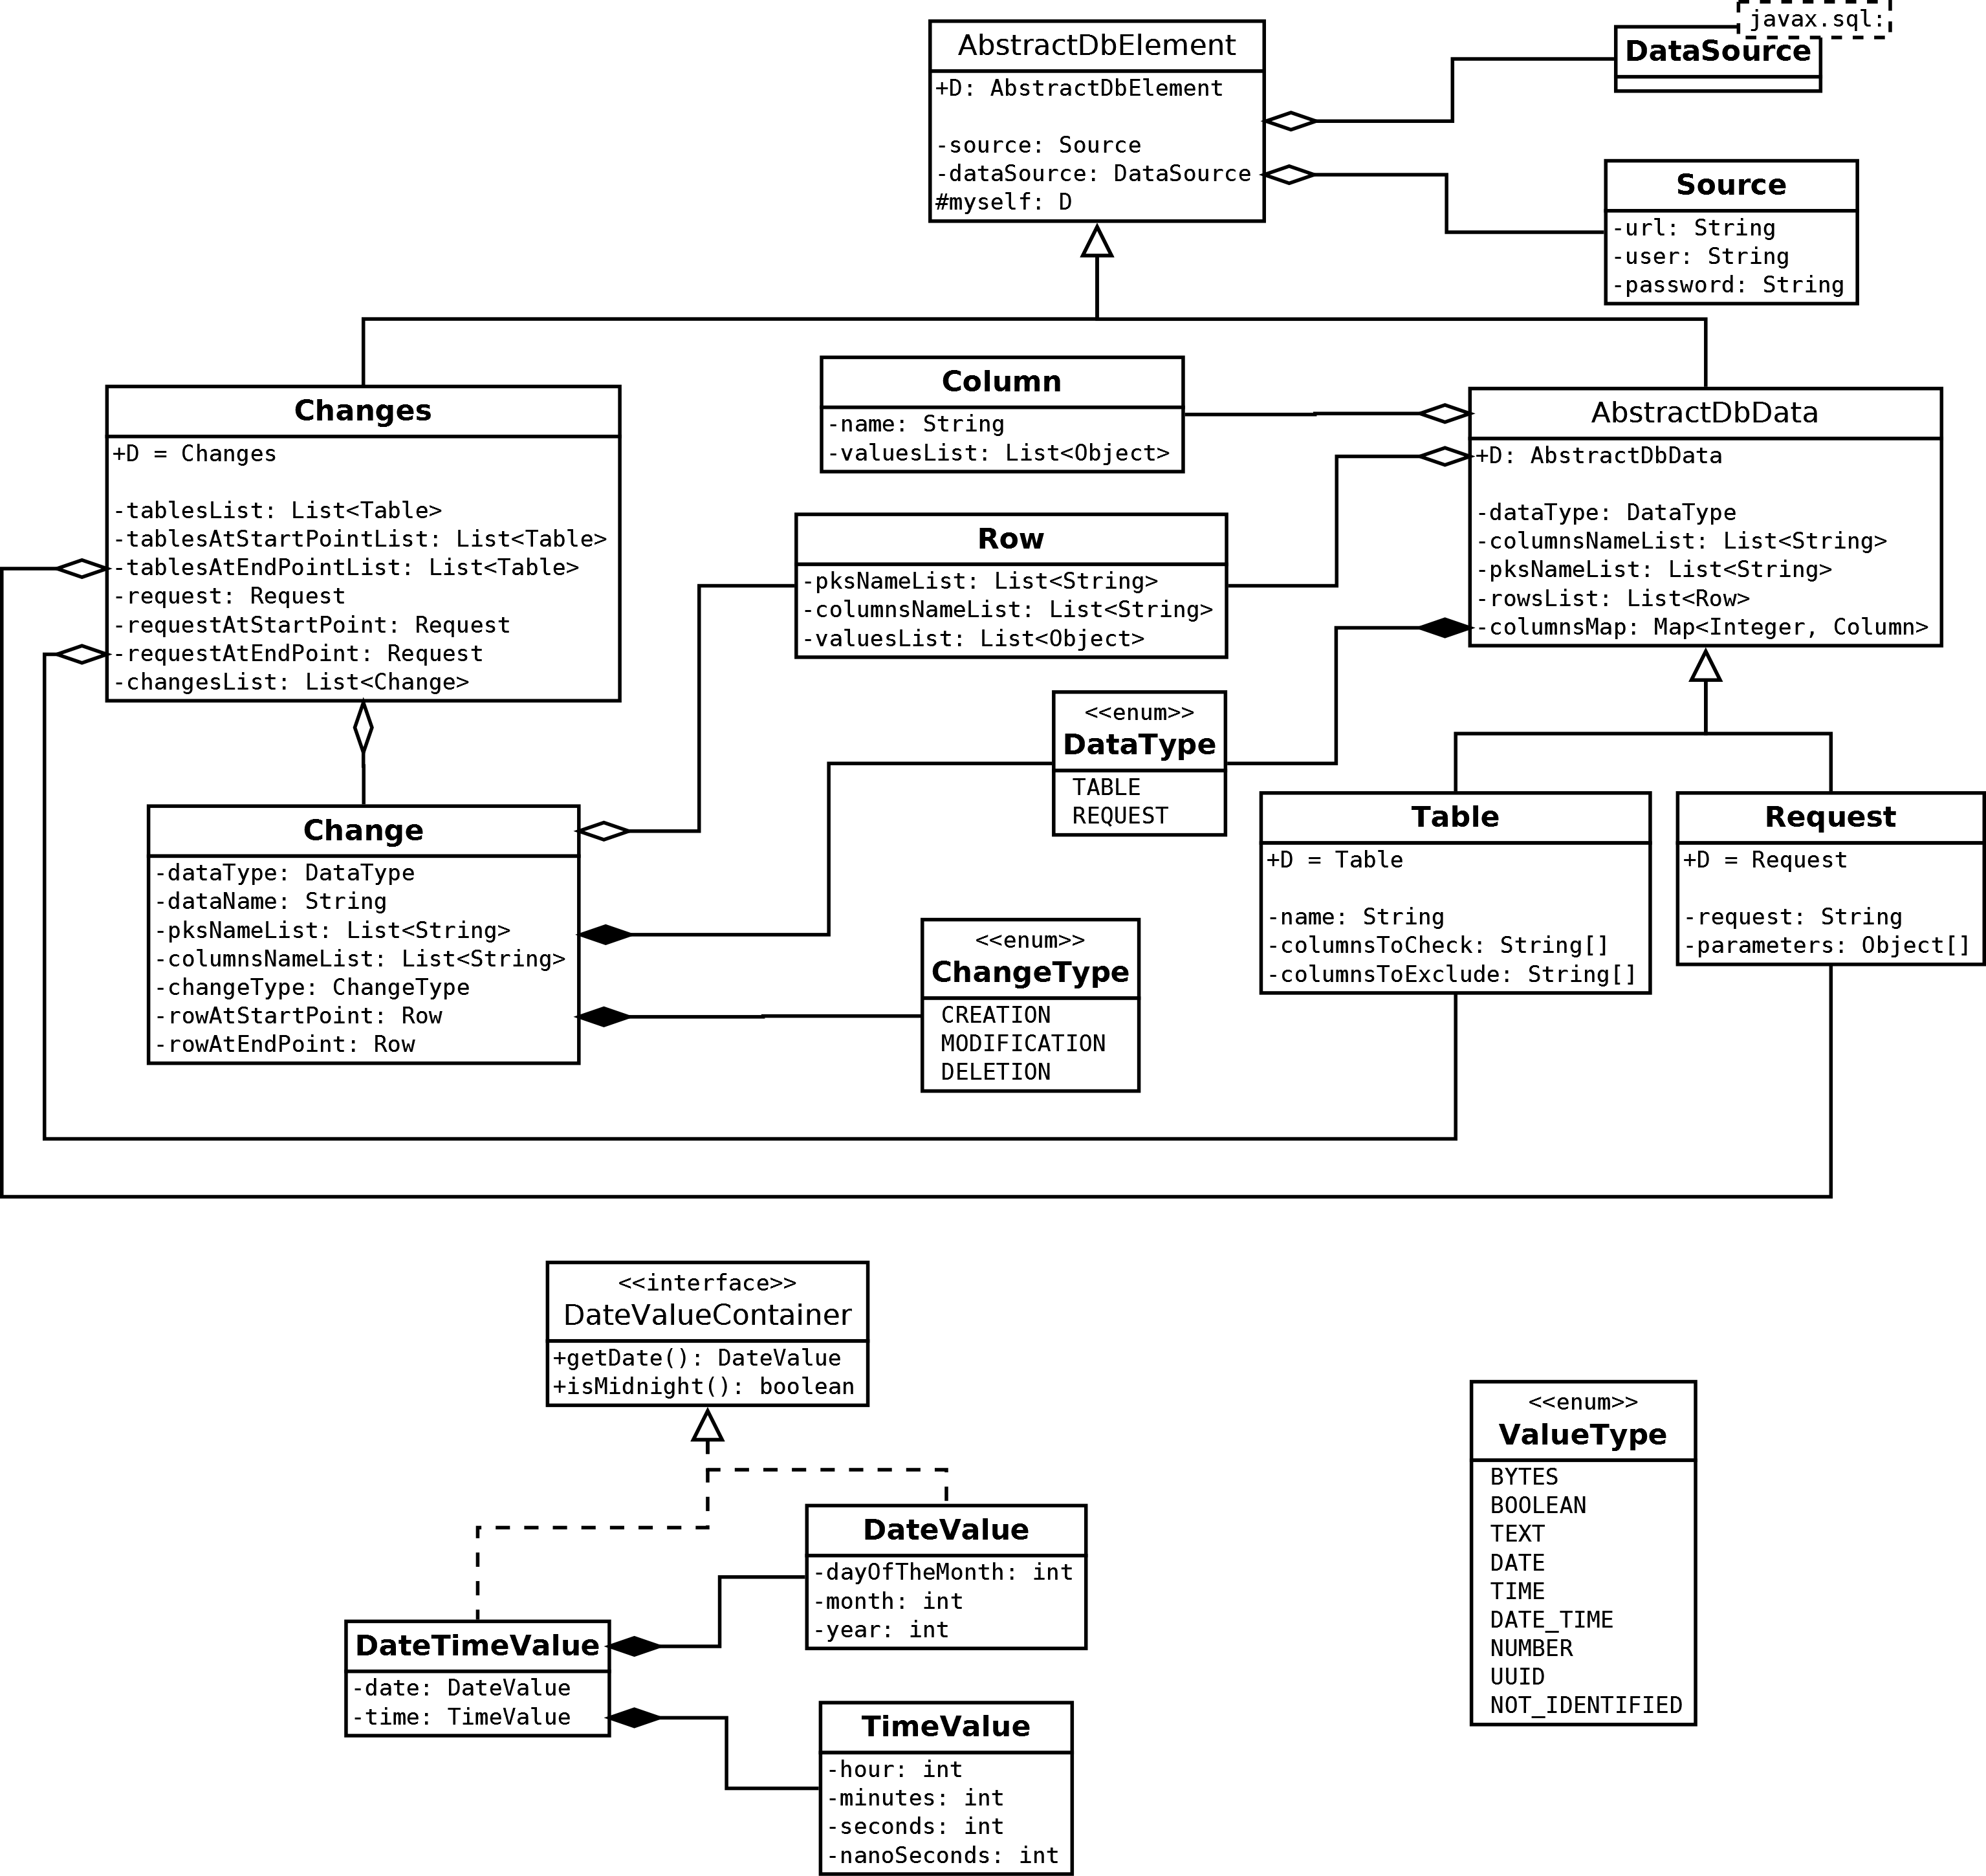 javax.sql:
DataSource
AbstractDbElement
+D: AbstractDbElement
-source: Source
-dataSource: DataSource
#myself: D
Source
-url: String
-user: String
-password: String
Changes
+D = Changes
-tablesList: List<Table>
-tablesAtStartPointList: List<Table>
-tablesAtEndPointList: List<Table>
-request: Request
-requestAtStartPoint: Request
-requestAtEndPoint: Request
-changesList: List<Change>
Column
-name: String
-valuesList: List<Object>
AbstractDbData
+D: AbstractDbData
-dataType: DataType
-columnsNameList: List<String>
-pksNameList: List<String>
-rowsList: List<Row>
-columnsMap: Map<Integer, Column>
Row
-pksNameList: List<String>
-columnsNameList: List<String>
-valuesList: List<Object>
<<enum>>
DataType
TABLE
REQUEST
Change
-dataType: DataType
-dataName: String
-pksNameList: List<String>
-columnsNameList: List<String>
-changeType: ChangeType
-rowAtStartPoint: Row
-rowAtEndPoint: Row
<<enum>>
ChangeType
CREATION
MODIFICATION
DELETION
Table
+D = Table
-name: String
-columnsToCheck: String[]
-columnsToExclude: String[]
Request
+D = Request
-request: String
-parameters: Object[]
<<interface>>
DateValueContainer
+getDate(): DateValue
+isMidnight(): boolean
DateValue
-dayOfTheMonth: int
-month: int
-year: int
DateTimeValue
-date: DateValue
-time: TimeValue
TimeValue
-hour: int
-minutes: int
-seconds: int
-nanoSeconds: int
<<enum>>
ValueType
BYTES
BOOLEAN
TEXT
DATE
TIME
DATE_TIME
NUMBER
UUID
NOT_IDENTIFIED